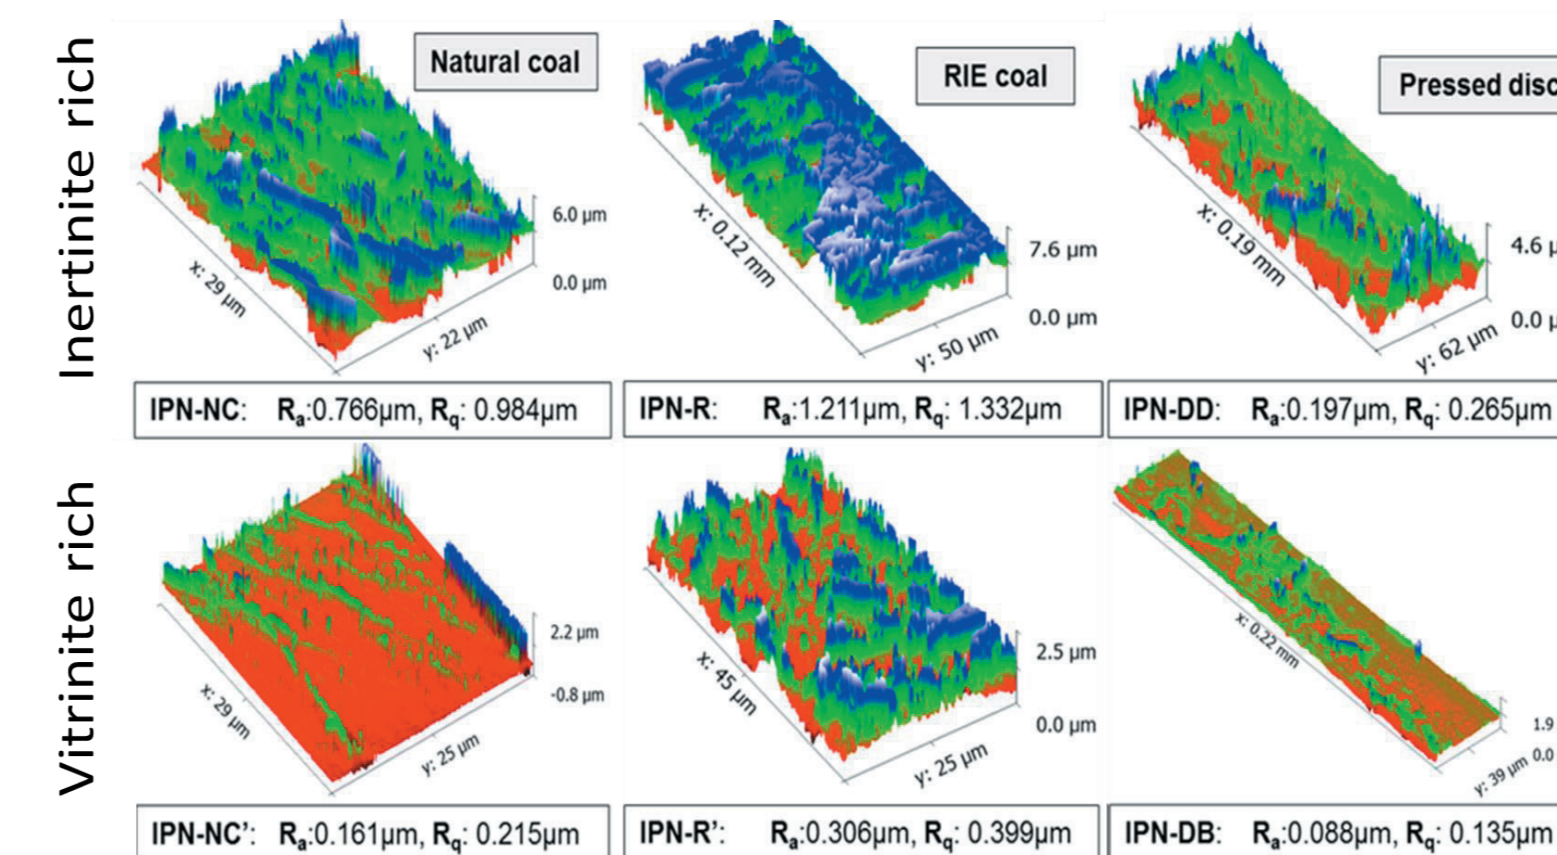 Inertinite rich
Natural coal
6.0 µm
0.0 µm
x: 29 µm
y: 22 µm
IPN-NC: Ra:0.766µm, Rq: 0.984µm
RIE coal
7.6 µm
0.0 µm
x: 0.12 mm
y: 50 µm
IPN-R: Ra:1.211µm, Rq: 1.332µm
Pressed disc
4.6 µ
0.0 µ
x: 0.19 mm
y: 62 µm
IPN-DD: Ra:0.197µm, Rq: 0.265µm
Vitrinite rich
2.2 µm
-0.8 µm
x: 29 µm
y: 25 µm
IPN-NC’: Ra:0.161µm, Rq: 0.215µm
2.5 µm
0.0 µm
x: 45 µm
y: 25 µm
IPN-R’: Ra:0.306µm, Rq: 0.399µm
1.9
0.0
x: 0.22 mm
y: 39 µm
IPN-DB: Ra:0.088µm, Rq: 0.135µm